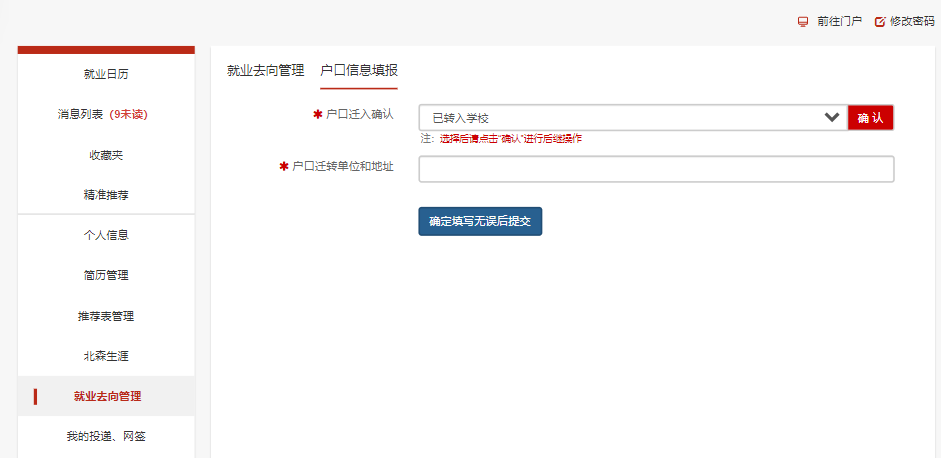 前往门户 修改密码
就业日历
消息列表（9未读）
收藏夹
精准推荐
个人信息
简历管理
推荐表管理
北森生涯
就业去向管理
我的投递、网签
就业去向管理 户口信息填报
✱ 户口迁入确认 已转入学校 确 认
注：选择后请点击“确认”进行后继操作
✱ 户口迁转单位和地址
确定填写无误后提交